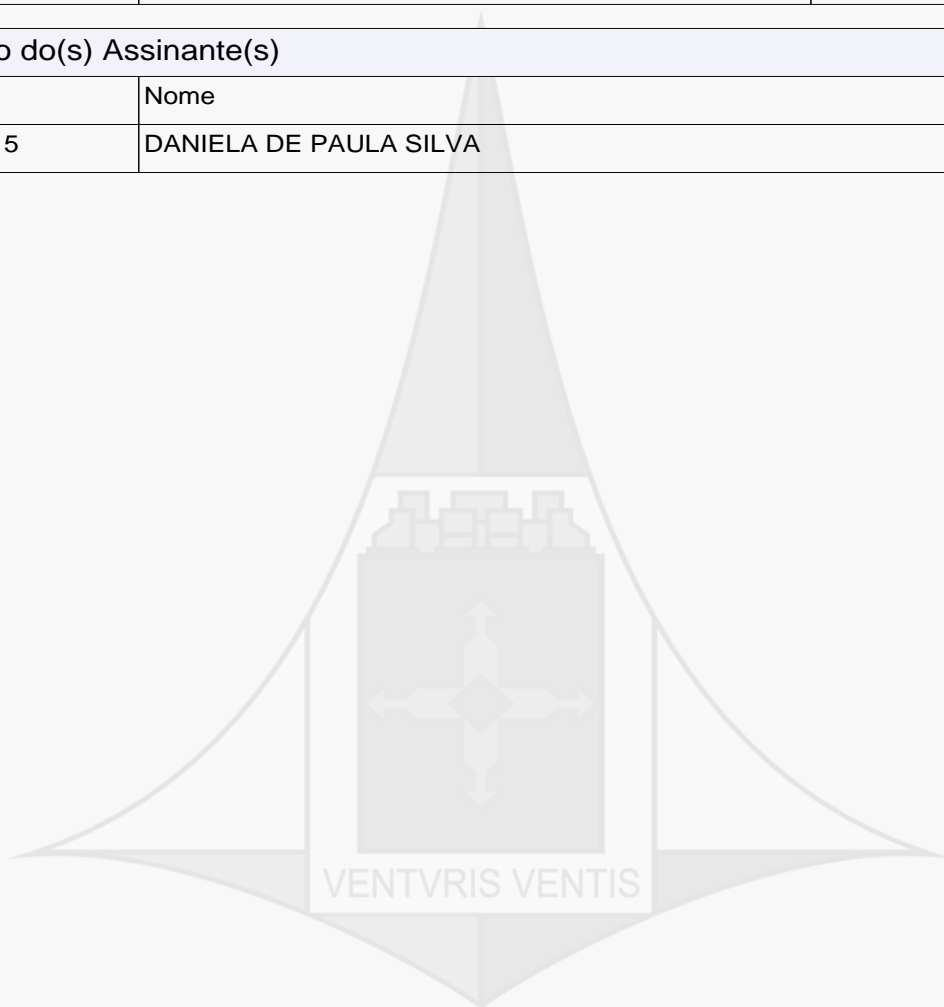 o do(s) Assinante(s)
Nome
5 DANIELA DE PAULA SILVA
VENTVRIS VENTIS